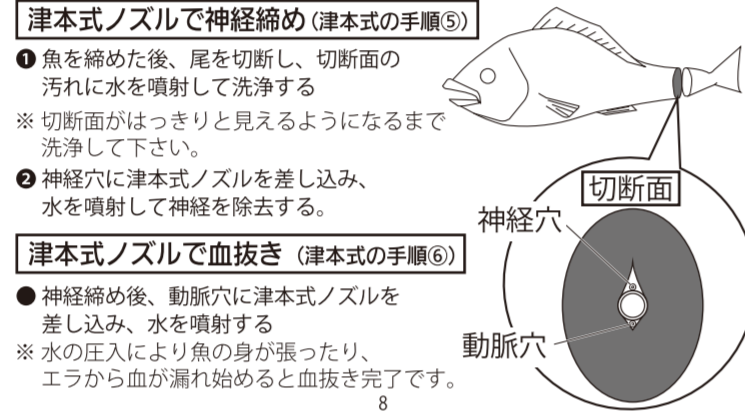 津本式ノズルで神経締め(津本式の手順⑤)
❶ 魚を締めた後、尾を切断し、切断面の
汚れに水を噴射して洗浄する
※ 切断面がはっきりと見えるようになるまで
洗浄して下さい。
❷ 神経穴に津本式ノズルを差し込み、
水を噴射して神経を除去する。
津本式ノズルで血抜き (津本式の手順⑥)
● 神経締め後、動脈穴に津本式ノズルを
差し込み、水を噴射する
※ 水の圧入により魚の身が張ったり、
エラから血が漏れ始めると血抜き完了です。
切断面
神経穴
動脈穴
8